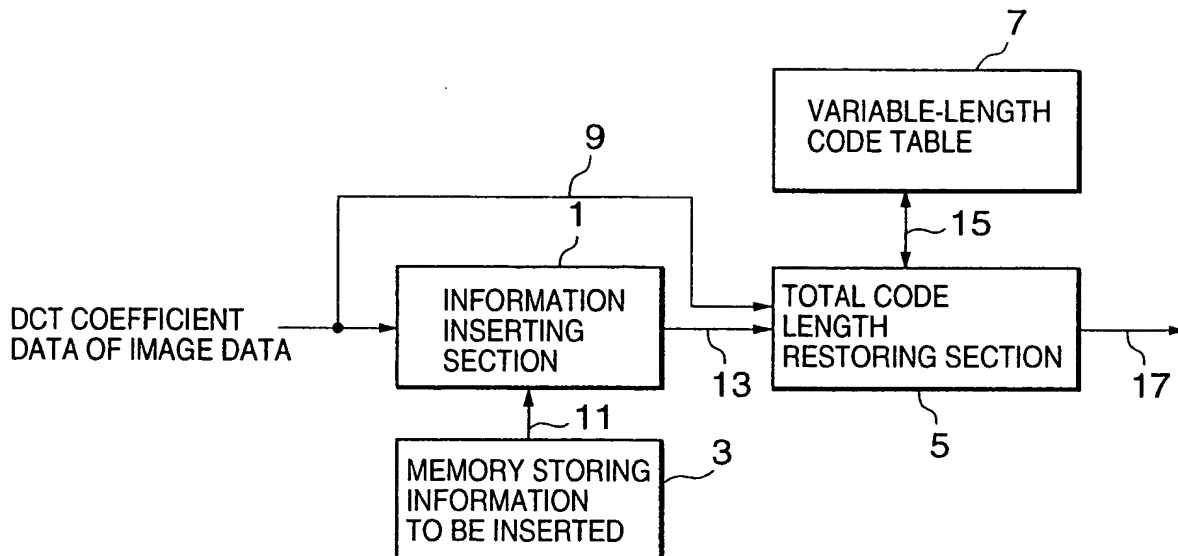 7
VARIABLE-LENGTH
CODE TABLE
9
1
15
INFORMATION
INSERTING
SECTION
TOTAL CODE
LENGTH
RESTORING SECTION
DCT COEFFICIENT
DATA OF IMAGE DATA
13
17
11
5
3
MEMORY STORING
INFORMATION
TO BE INSERTED